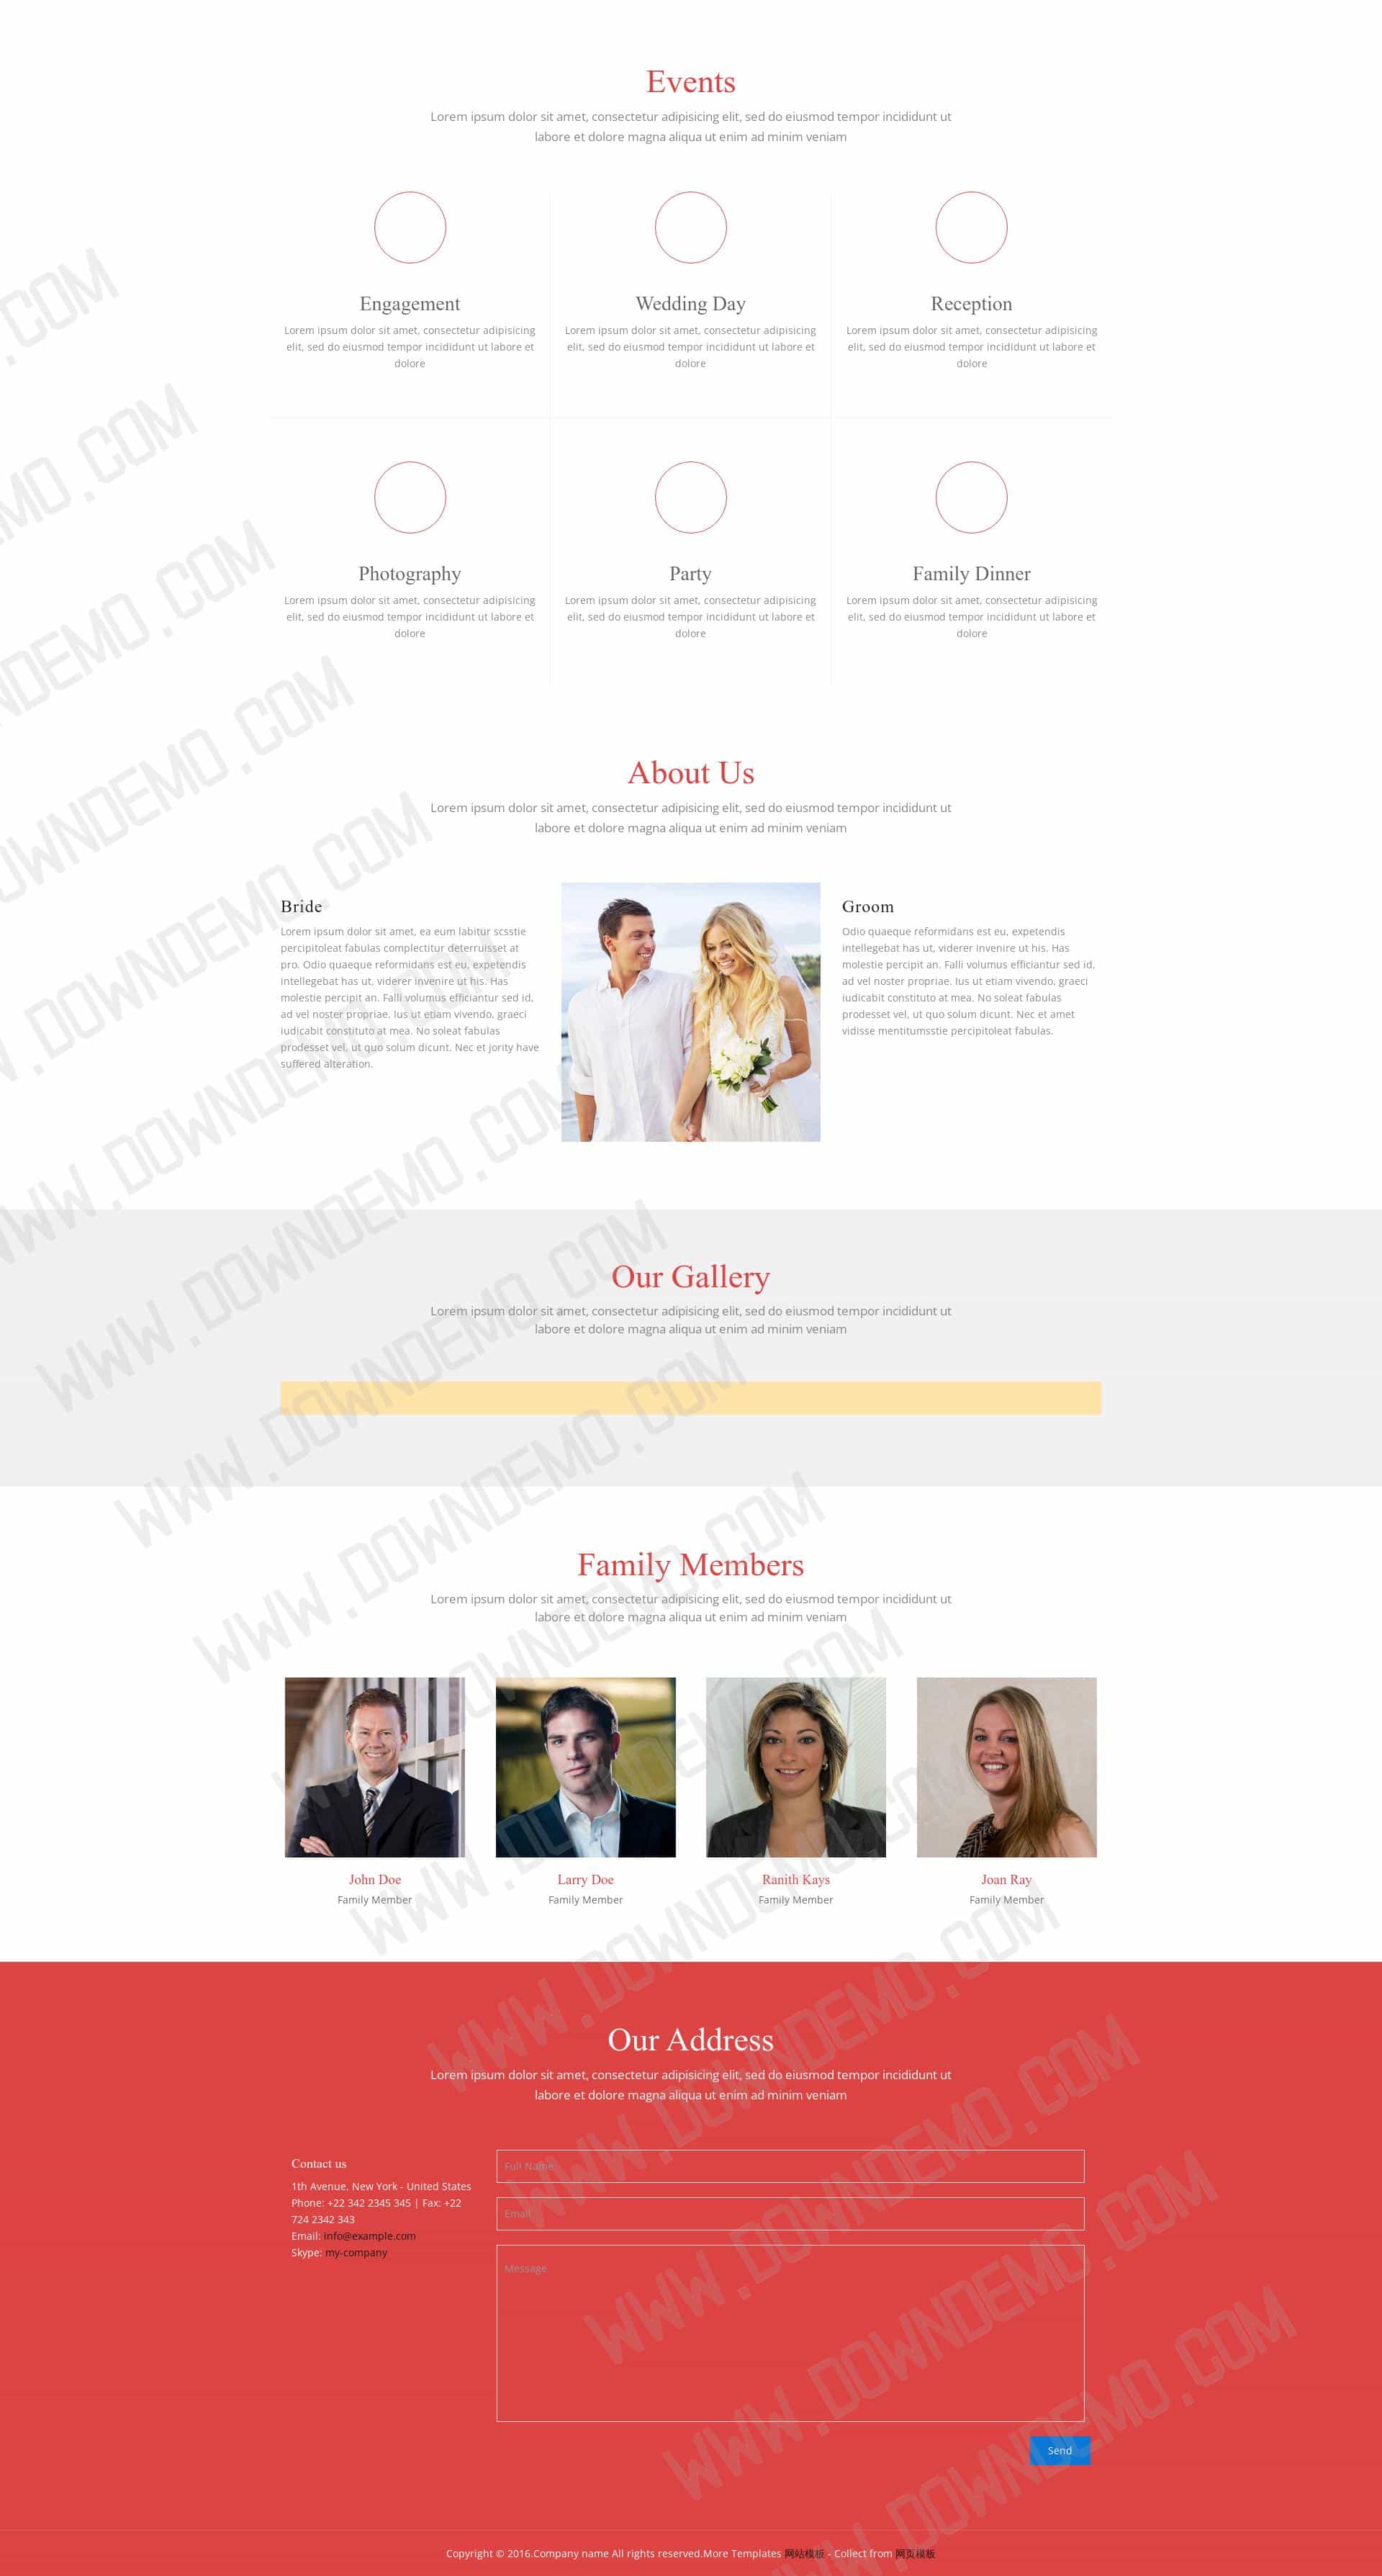 Events
Lorem ipsum dolor sit amet, consectetur adipisicing elit, sed do eiusmod tempor incididunt ut
labore et dolore magna aliqua ut enim ad minim veniam
Engagement
Lorem ipsum dolor sit amet, consectetur adipisicing
elit, sed do eiusmod tempor incididunt ut labore et
dolore
Wedding Day
Lorem ipsum dolor sit amet, consectetur adipisicing
elit, sed do eiusmod tempor incididunt ut labore et
dolore
Reception
Lorem ipsum dolor sit amet, consectetur adipisicing
elit, sed do eiusmod tempor incididunt ut labore et
dolore
Photography
Lorem ipsum dolor sit amet, consectetur adipisicing
elit, sed do eiusmod tempor incididunt ut labore et
dolore
Party
Lorem ipsum dolor sit amet, consectetur adipisicing
elit, sed do eiusmod tempor incididunt ut labore et
dolore
Family Dinner
Lorem ipsum dolor sit amet, consectetur adipisicing
elit, sed do eiusmod tempor incididunt ut labore et
dolore
About Us
Lorem ipsum dolor sit amet, consectetur adipisicing elit, sed do eiusmod tempor incididunt ut
labore et dolore magna aliqua ut enim ad minim veniam
Bride
Lorem ipsum dolor sit amet, ea eum labitur scsstie
percipitoleat fabulas complectitur deterruisset at
pro. Odio quaeque reformidans est eu, expetendis
intellegebat has ut, viderer invenire ut his. Has
molestie percipit an. Falli volumus efficiantur sed id,
ad vel noster propriae. Ius ut etiam vivendo, graeci
iudicabit constituto at mea. No soleat fabulas
prodesset vel, ut quo solum dicunt. Nec et jority have
suffered alteration.
Groom
Odio quaeque reformidans est eu, expetendis
intellegebat has ut, viderer invenire ut his. Has
molestie percipit an. Falli volumus efficiantur sed id,
ad vel noster propriae. Ius ut etiam vivendo, graeci
iudicabit constituto at mea. No soleat fabulas
prodesset vel, ut quo solum dicunt. Nec et amet
vidisse mentitumsstie percipitoleat fabulas.
Our Gallery
Lorem ipsum dolor sit amet, consectetur adipisicing elit, sed do eiusmod tempor incididunt ut
labore et dolore magna aliqua ut enim ad minim veniam
Family Members
Lorem ipsum dolor sit amet, consectetur adipisicing elit, sed do eiusmod tempor incididunt ut
labore et dolore magna aliqua ut enim ad minim veniam
John Doe
Family Member
Larry Doe
Family Member
Ranith Kays
Family Member
Joan Ray
Family Member
Our Address
Lorem ipsum dolor sit amet, consectetur adipisicing elit, sed do eiusmod tempor incididunt ut
labore et dolore magna aliqua ut enim ad minim veniam
Contact us
1th Avenue, New York - United States
Phone: +22 342 2345 345 | Fax: +22
724 2342 343
Email: info@example.com
Skype: my-company
Full Name
Email
Message
Send
Copyright © 2016.Company name All rights reserved.More Templates 网站模板 - Collect from 网页模板
WWW.DOWNDEMO.COM